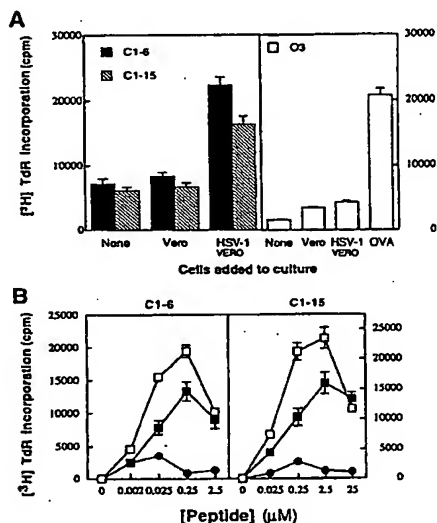 A
[³H] TdR Incorporation (cpm)
30000
20000
10000
0
C1-6
C1-15
O3
30000
20000
10000
0
None
Vero
HSV-1
VERO
None
Vero
HSV-1
VERO
OVA
Cells added to culture
B
C1-6
C1-15
[³H] TdR Incorporation (cpm)
25000
20000
15000
10000
5000
0
25000
20000
15000
10000
5000
0
0
0.025
0.25
2.5
0
0.025
0.25
2.5
25
[Peptide] (μM)